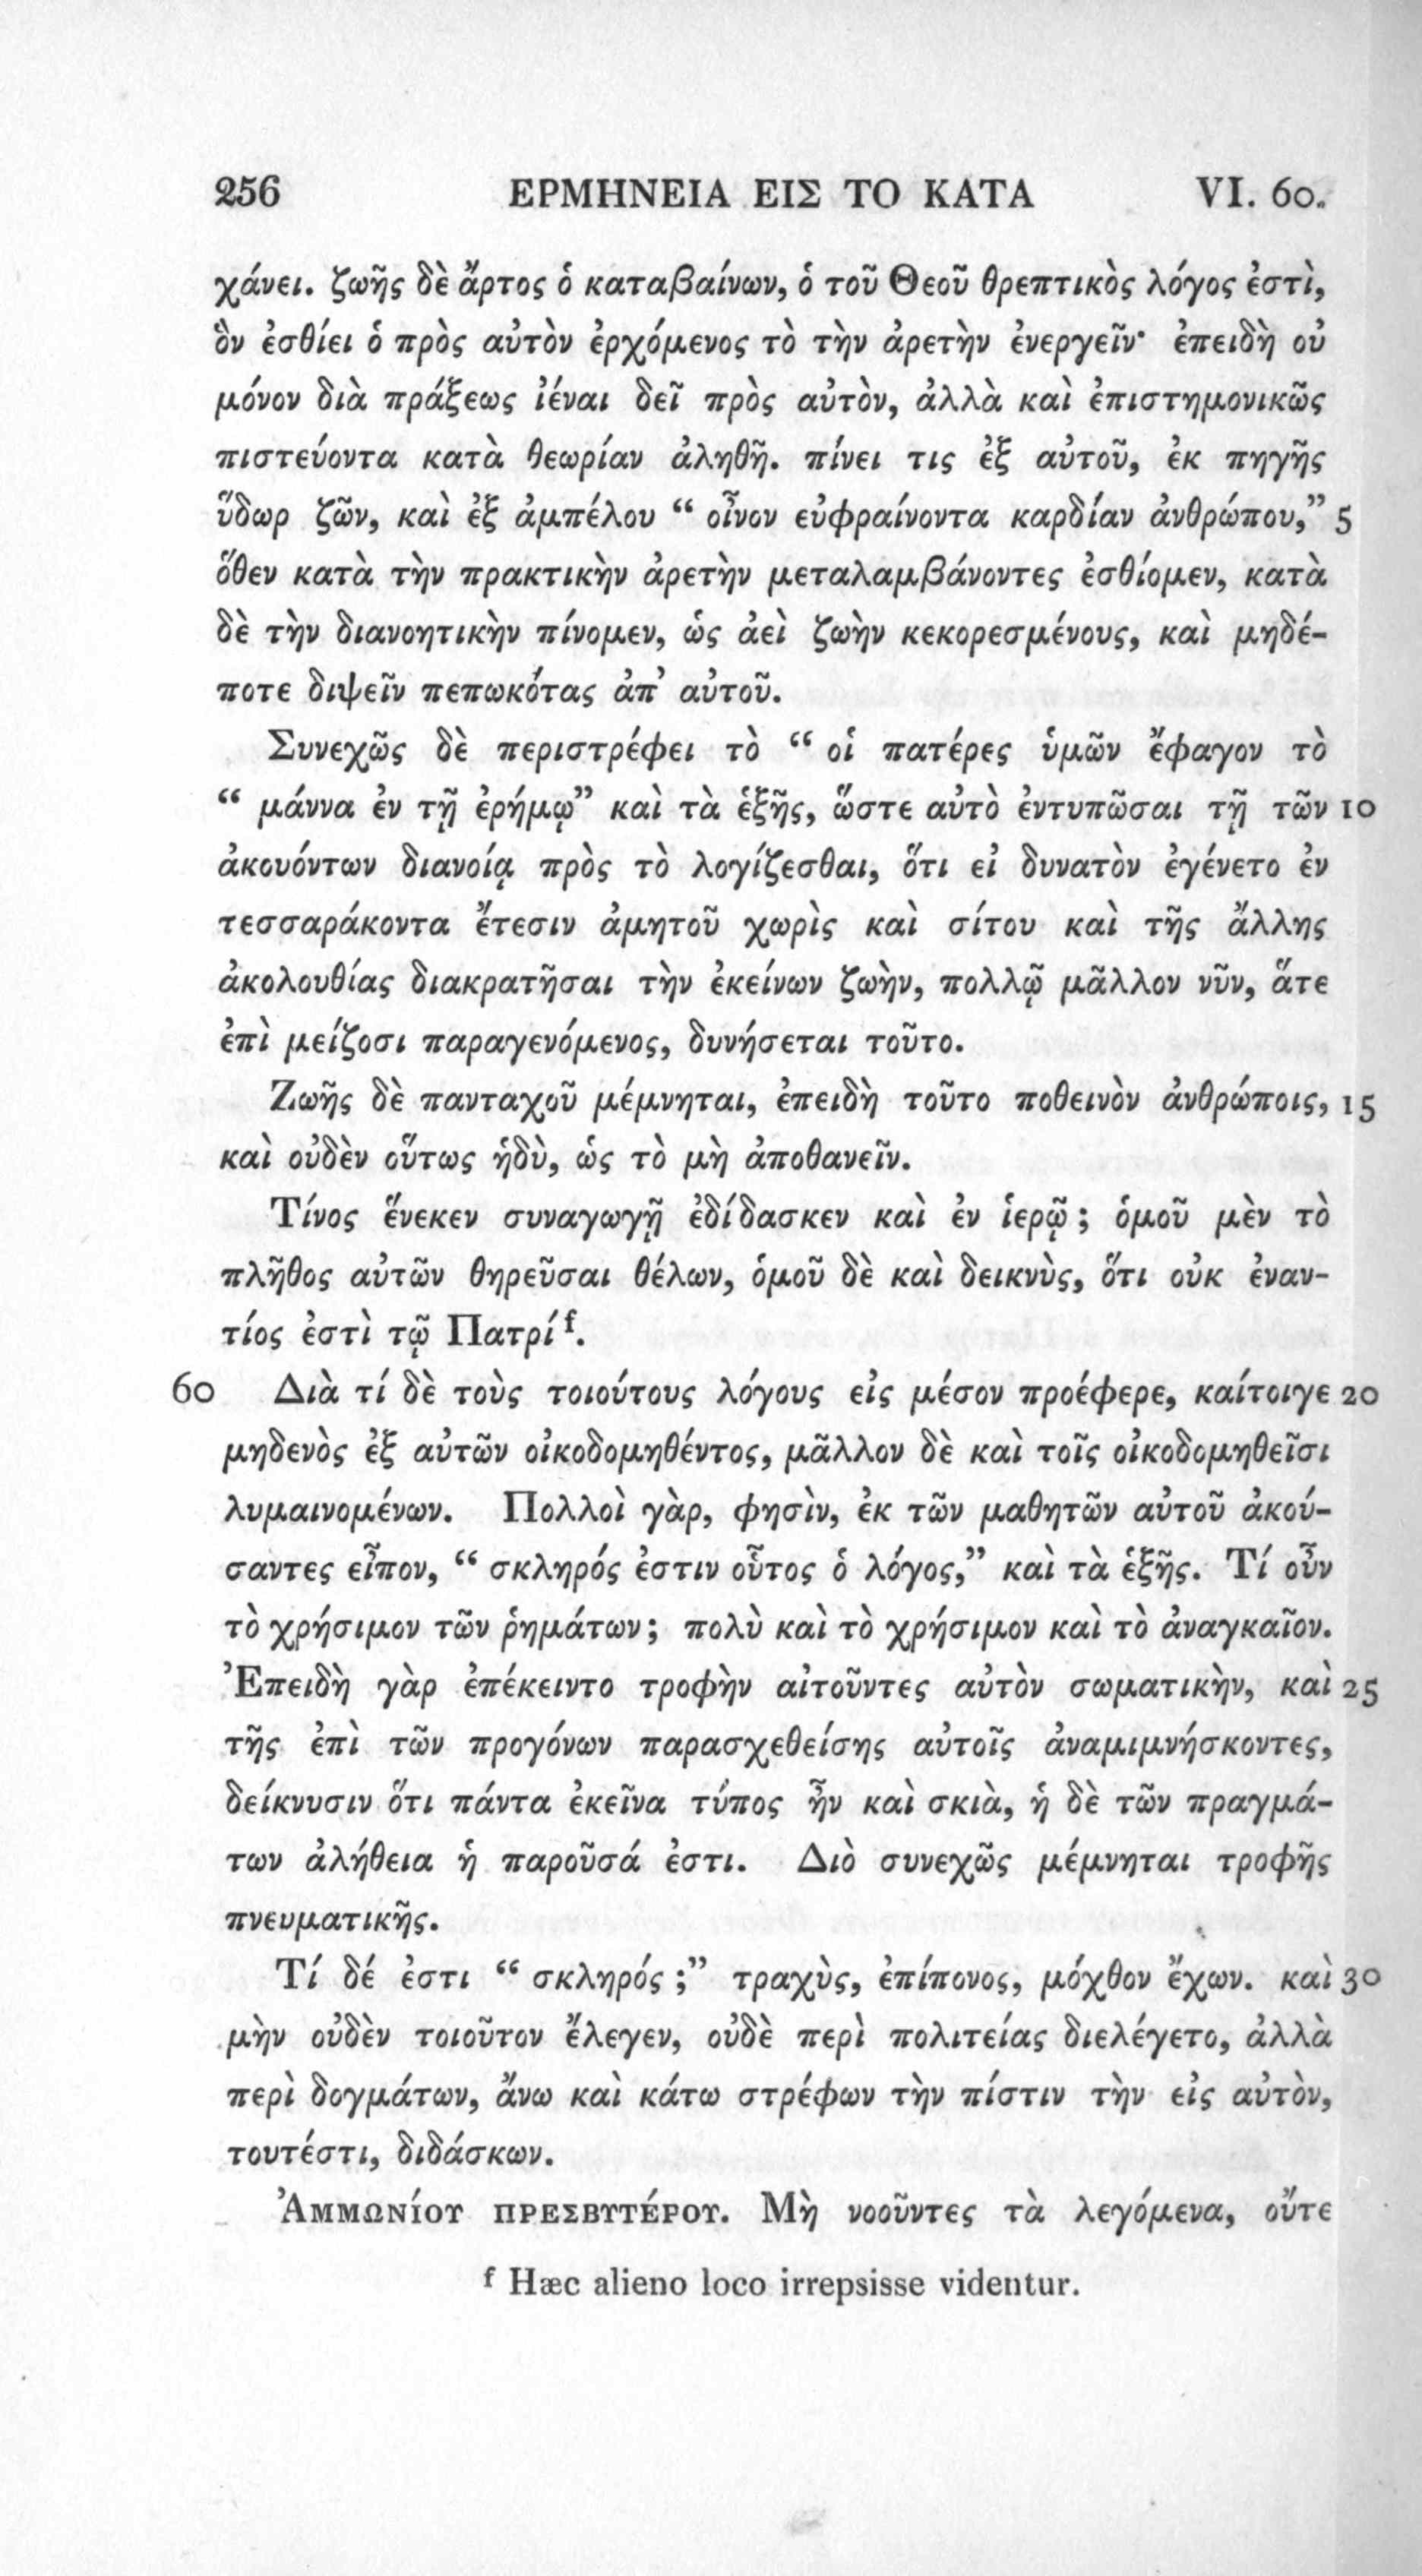 256 ΕΡΜΗΝΕΙΑ ΕΙΣ ΤΟ ΚΑΤΑ VI. 60.
χάνει. ζωῆς δὲ ἄρτος ὁ καταβαίνων, ὁ τοῦ Θεοῦ θρεπτικὸς λόγος ἐστὶ,
ὃν ἐσθίει ὁ πρὸς αὐτὸν ἐρχόμενος τὸ τὴν ἀρετὴν ἐνεργεῖν· ἐπειδὴ οὐ
μόνον διὰ πράξεως ἰέναι δεῖ πρὸς αὐτὸν, ἀλλὰ καὶ ἐπιστημονικῶς
πιστεύοντα κατὰ θεωρίαν ἀληθῆ. πίνει τις ἐξ αὐτοῦ, ἐκ πηγῆς
ὕδωρ ζῶν, καὶ ἐξ ἀμπέλου “ οἶνον εὐφραίνοντα καρδίαν ἀνθρώπου,” 5
ὅθεν κατὰ τὴν πρακτικὴν ἀρετὴν μεταλαμβάνοντες ἐσθίομεν, κατὰ
δὲ τὴν διανοητικὴν πίνομεν, ὡς ἀεὶ ζωὴν κεκορεσμένους, καὶ μηδέ-
ποτε διψεῖν πεπωκότας ἀπ’ αὐτοῦ.
Συνεχῶς δὲ περιστρέφει τὸ “ οἱ πατέρες ὑμῶν ἔφαγον τὸ
“ μάννα ἐν τῇ ἐρήμῳ” καὶ τὰ ἑξῆς, ὥστε αὐτὸ ἐντυπῶσαι τῇ τῶν 10
ἀκουόντων διανοίᾳ πρὸς τὸ λογίζεσθαι, ὅτι εἰ δυνατὸν ἐγένετο ἐν
τεσσαράκοντα ἔτεσιν ἀμητοῦ χωρὶς καὶ σίτου καὶ τῆς ἄλλης
ἀκολουθίας διακρατῆσαι τὴν ἐκείνων ζωὴν, πολλῷ μᾶλλον νῦν, ἅτε
ἐπὶ μείζοσι παραγενόμενος, δυνήσεται τοῦτο.
Ζωῆς δὲ πανταχοῦ μέμνηται, ἐπειδὴ τοῦτο ποθεινὸν ἀνθρώποις, 15
καὶ οὐδὲν οὕτως ἡδὺ, ὡς τὸ μὴ ἀποθανεῖν.
Τίνος ἕνεκεν συναγωγῇ ἐδίδασκεν καὶ ἐν ἱερῷ ; ὁμοῦ μὲν τὸ
πλῆθος αὐτῶν θηρεῦσαι θέλων, ὁμοῦ δὲ καὶ δεικνὺς, ὅτι οὐκ ἐναν-
τίος ἐστὶ τῷ Πατρί f.
60 Διὰ τί δὲ τοὺς τοιούτους λόγους εἰς μέσον προέφερε, καίτοιγε 20
μηδενὸς ἐξ αὐτῶν οἰκοδομηθέντος, μᾶλλον δὲ καὶ τοῖς οἰκοδομηθεῖσι
λυμαινομένων. Πολλοὶ γὰρ, φησὶν, ἐκ τῶν μαθητῶν αὐτοῦ ἀκού-
σαντες εἶπον, “ σκληρός ἐστιν οὗτος ὁ λόγος,” καὶ τὰ ἑξῆς. Τί οὖν
τὸ χρήσιμον τῶν ῥημάτων ; πολὺ καὶ τὸ χρήσιμον καὶ τὸ ἀναγκαῖον.
Ἐπειδὴ γὰρ ἐπέκειντο τροφὴν αἰτοῦντες αὐτὸν σωματικὴν, καὶ 25
τῆς ἐπὶ τῶν προγόνων παρασχεθείσης αὐτοῖς ἀναμιμνήσκοντες,
δείκνυσιν ὅτι πάντα ἐκεῖνα τύπος ἦν καὶ σκιὰ, ἡ δὲ τῶν πραγμά-
των ἀλήθεια ἡ παροῦσά ἐστι. Διὸ συνεχῶς μέμνηται τροφῆς
πνευματικῆς.
Τί δέ ἐστι “ σκληρός ;” τραχὺς, ἐπίπονος, μόχθον ἔχων. καὶ 30
μὴν οὐδὲν τοιοῦτον ἔλεγεν, οὐδὲ περὶ πολιτείας διελέγετο, ἀλλὰ
περὶ δογμάτων, ἄνω καὶ κάτω στρέφων τὴν πίστιν τὴν εἰς αὐτὸν,
τουτέστι, διδάσκων.
ἈΜΜΩΝΊΟΥ ΠΡΕΣΒΥΤΈΡΟΥ. Μὴ νοοῦντες τὰ λεγόμενα, οὔτε
f Hæc alieno loco irrepsisse videntur.